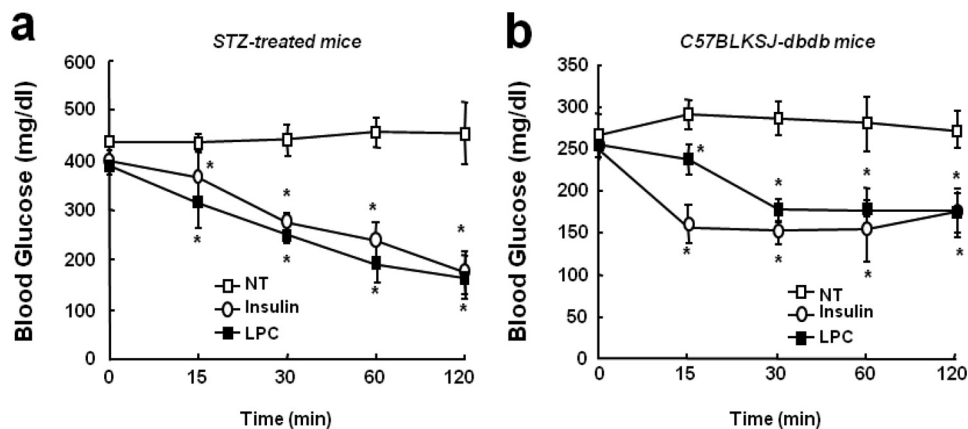 a
STZ-treated mice
Blood Glucose (mg/dl)
600
500
400
300
200
100
0
*
*
*
*
*
*
*
*
NT
Insulin
LPC
0 15 30 60 120
Time (min)
b
C57BLKSJ-dbdb mice
Blood Glucose (mg/dl)
350
300
250
200
150
100
50
0
*
*
*
*
*
*
*
*
NT
Insulin
LPC
0 15 30 60 120
Time (min)